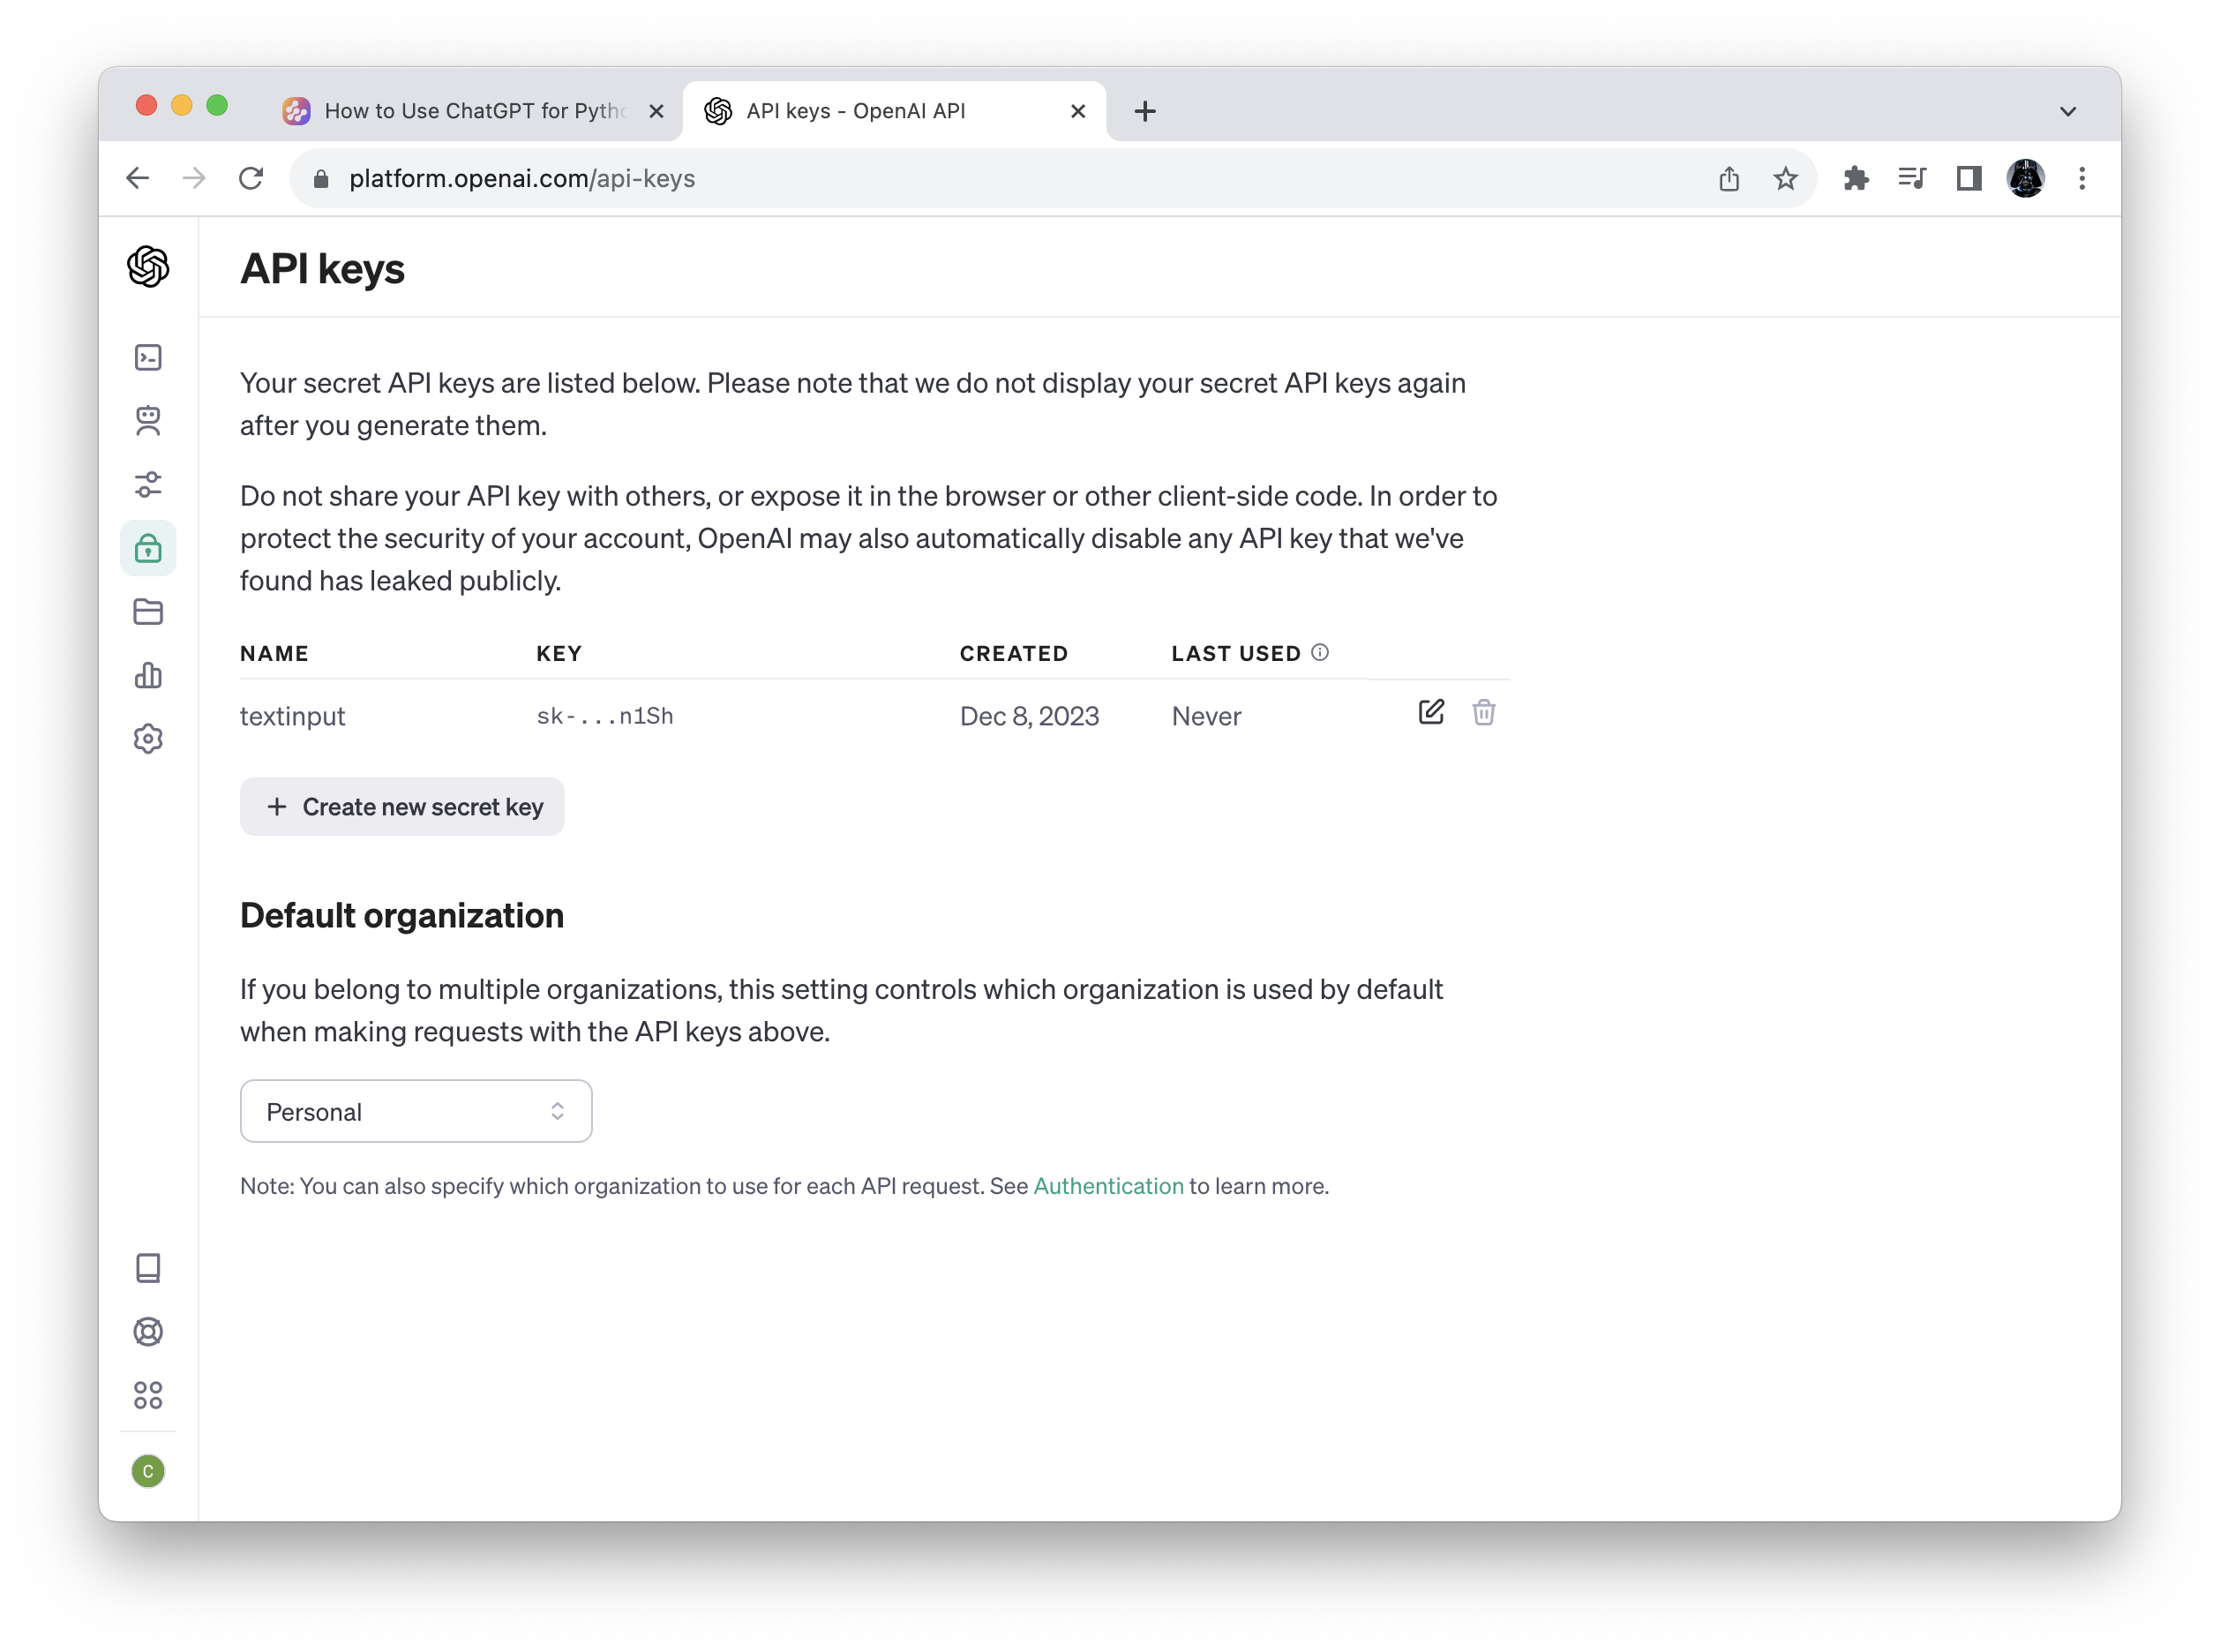 How to Use ChatGPT for Pytho
API keys - OpenAI API
platform.openai.com/api-keys
API keys
Your secret API keys are listed below. Please note that we do not display your secret API keys again
after you generate them.
Do not share your API key with others, or expose it in the browser or other client-side code. In order to
protect the security of your account, OpenAI may also automatically disable any API key that we've
found has leaked publicly.
NAME KEY CREATED LAST USED
textinput sk-...n1Sh Dec 8, 2023 Never
+ Create new secret key
Default organization
If you belong to multiple organizations, this setting controls which organization is used by default
when making requests with the API keys above.
Personal
Note: You can also specify which organization to use for each API request. See Authentication to learn more.
C